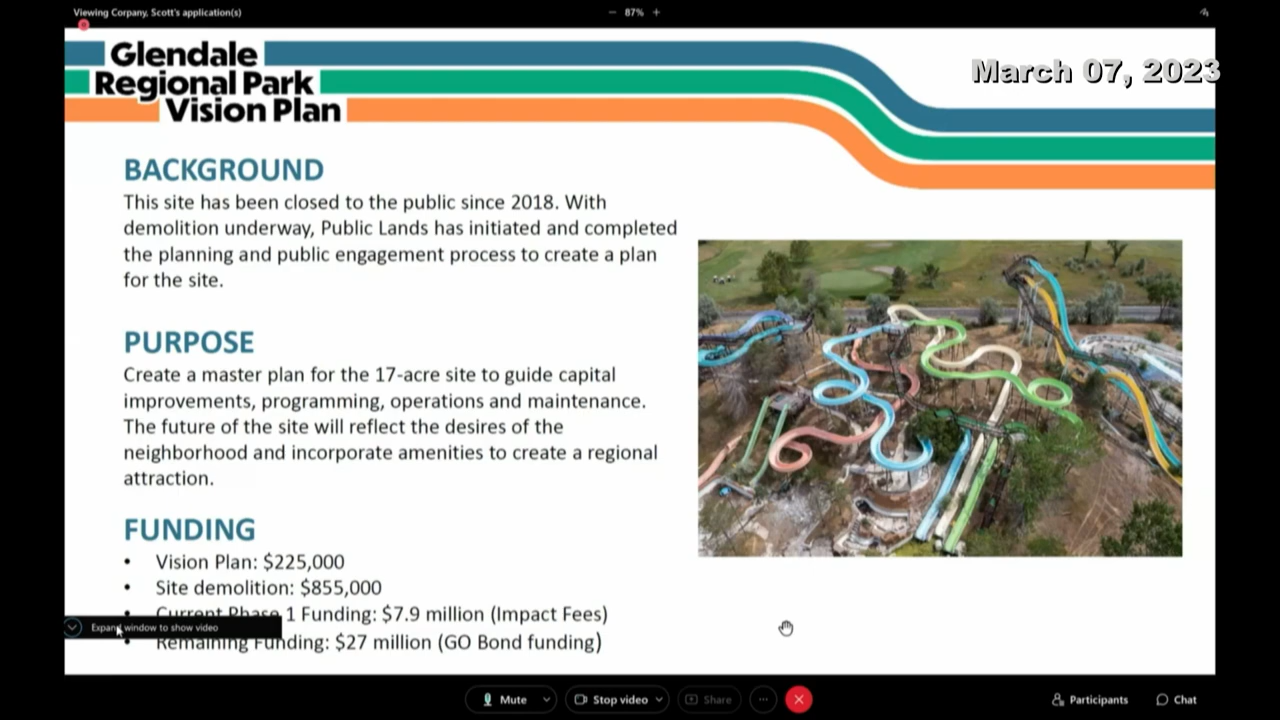 Viewing Corpany, Scott's application(s)
87%
March 07, 2023
Glendale
Regional Park
Vision Plan
BACKGROUND
This site has been closed to the public since 2018. With
demolition underway, Public Lands has initiated and completed
the planning and public engagement process to create a plan
for the site.
PURPOSE
Create a master plan for the 17-acre site to guide capital
improvements, programming, operations and maintenance.
The future of the site will reflect the desires of the
neighborhood and incorporate amenities to create a regional
attraction.
FUNDING
• Vision Plan: $225,000
• Site demolition: $855,000
• Current Phase 1 Funding: $7.9 million (Impact Fees)
Expand window to show video
• Remaining Funding: $27 million (GO Bond funding)
Mute
Stop video
Share
Participants
Chat